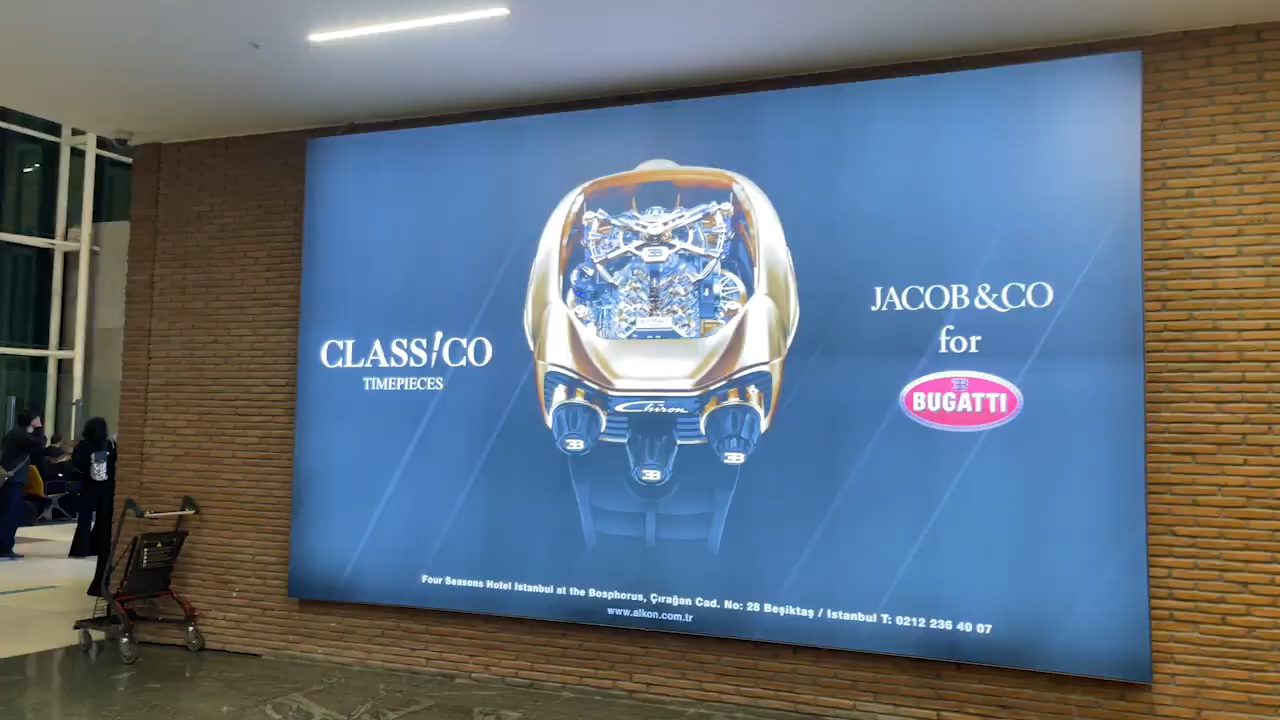 CLASS!CO
TIMEPIECES
Chiron
JACOB&CO
for
BUGATTI
Four Seasons Hotel Istanbul at the Bosphorus, Çırağan Cad. No: 28 Beşiktaş / Istanbul T: 0212 236 40 07
www.alkon.com.tr